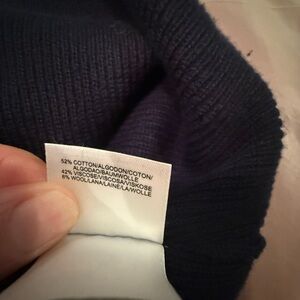 52% COTTON/ALGODON/COTON/
ALGODAO/BAUMWOLLE
42% VISCOSE/VISCOSA/VISKOSE
6% WOOL/LANA/LAINE/LA/WOLLE